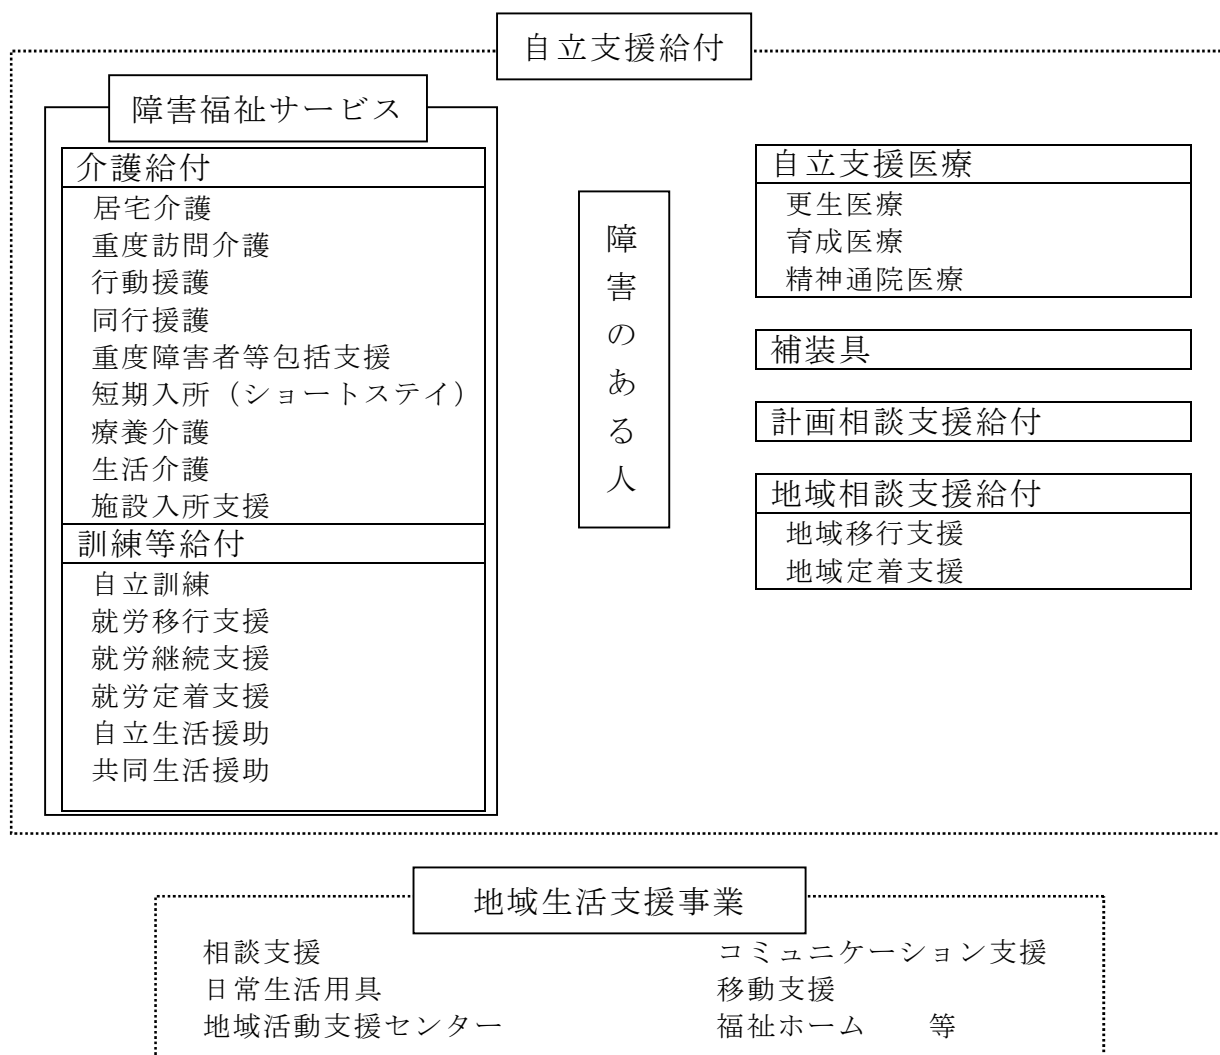 自立支援給付
障害福祉サービス
介護給付
居宅介護
重度訪問介護
行動援護
同行援護
重度障害者等包括支援
短期入所（ショートステイ）
療養介護
生活介護
施設入所支援
訓練等給付
自立訓練
就労移行支援
就労継続支援
就労定着支援
自立生活援助
共同生活援助
障害のある人
自立支援医療
更生医療
育成医療
精神通院医療
補装具
計画相談支援給付
地域相談支援給付
地域移行支援
地域定着支援
地域生活支援事業
相談支援
日常生活用具
地域活動支援センター
コミュニケーション支援
移動支援
福祉ホーム　　等